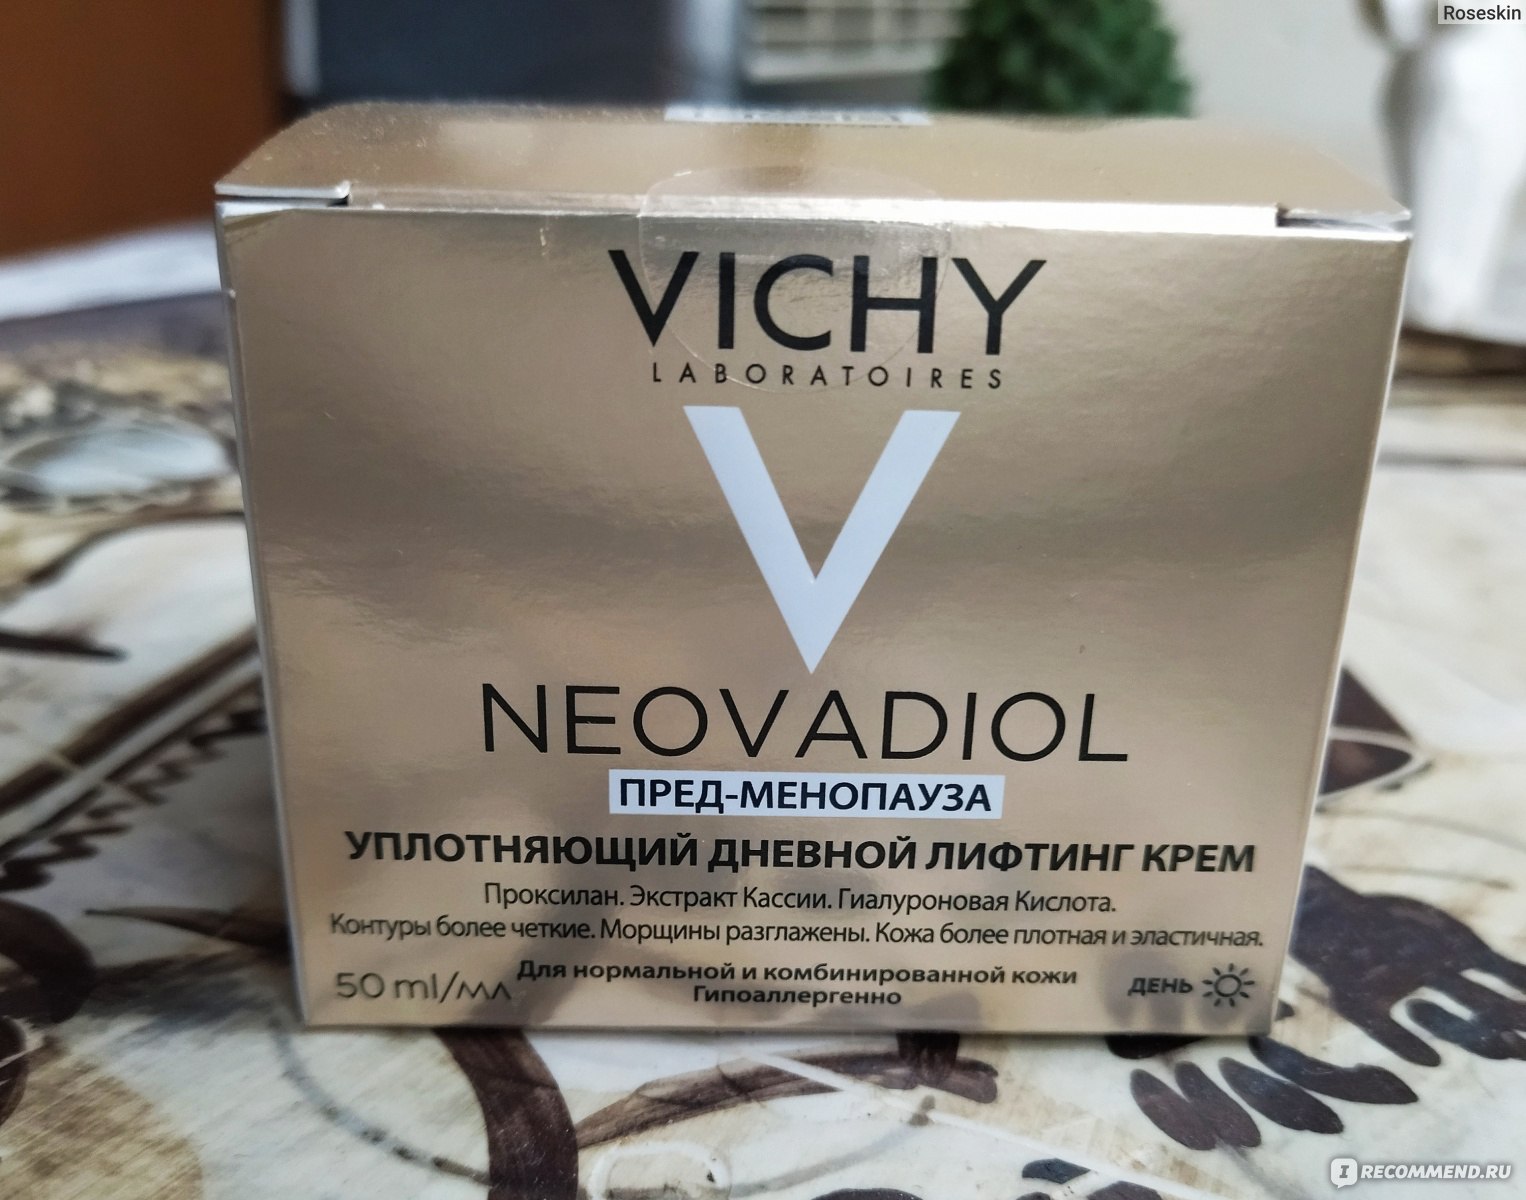 Roseskin
VICHY
LABORATOIRES
V
NEOVADIOL
ПРЕД-МЕНОПАУЗА
УПЛОТНЯЮЩИЙ ДНЕВНОЙ ЛИФТИНГ КРЕМ
Проксилан. Экстракт Кассии. Гиалуроновая Кислота.
Контуры более четкие. Морщины разглажены. Кожа более плотная и эластичная.
50 ml/мл
Для нормальной и комбинированной кожи
Гипоаллергенно
ДЕНЬ
IRECOMMEND.RU